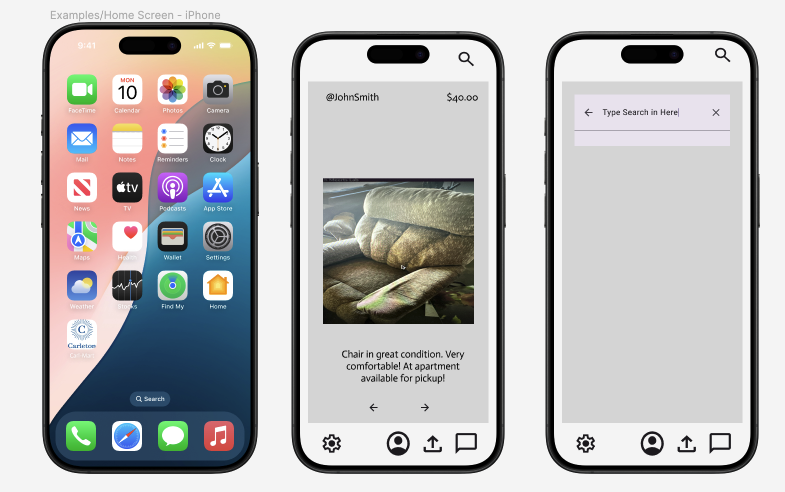 Examples/Home Screen - iPhone
9:41
MON
10
FaceTime
Calendar
Photos
Camera
Mail
Notes
Reminders
Clock
tv
News
TV
Podcasts
App Store
Maps
Health
Wallet
Settings
Weather
Stocks
Find My
Home
C
Carleton
Search
@JohnSmith
$40.00
Chair in great condition. Very
comfortable! At apartment
available for pickup!
Type Search in Here